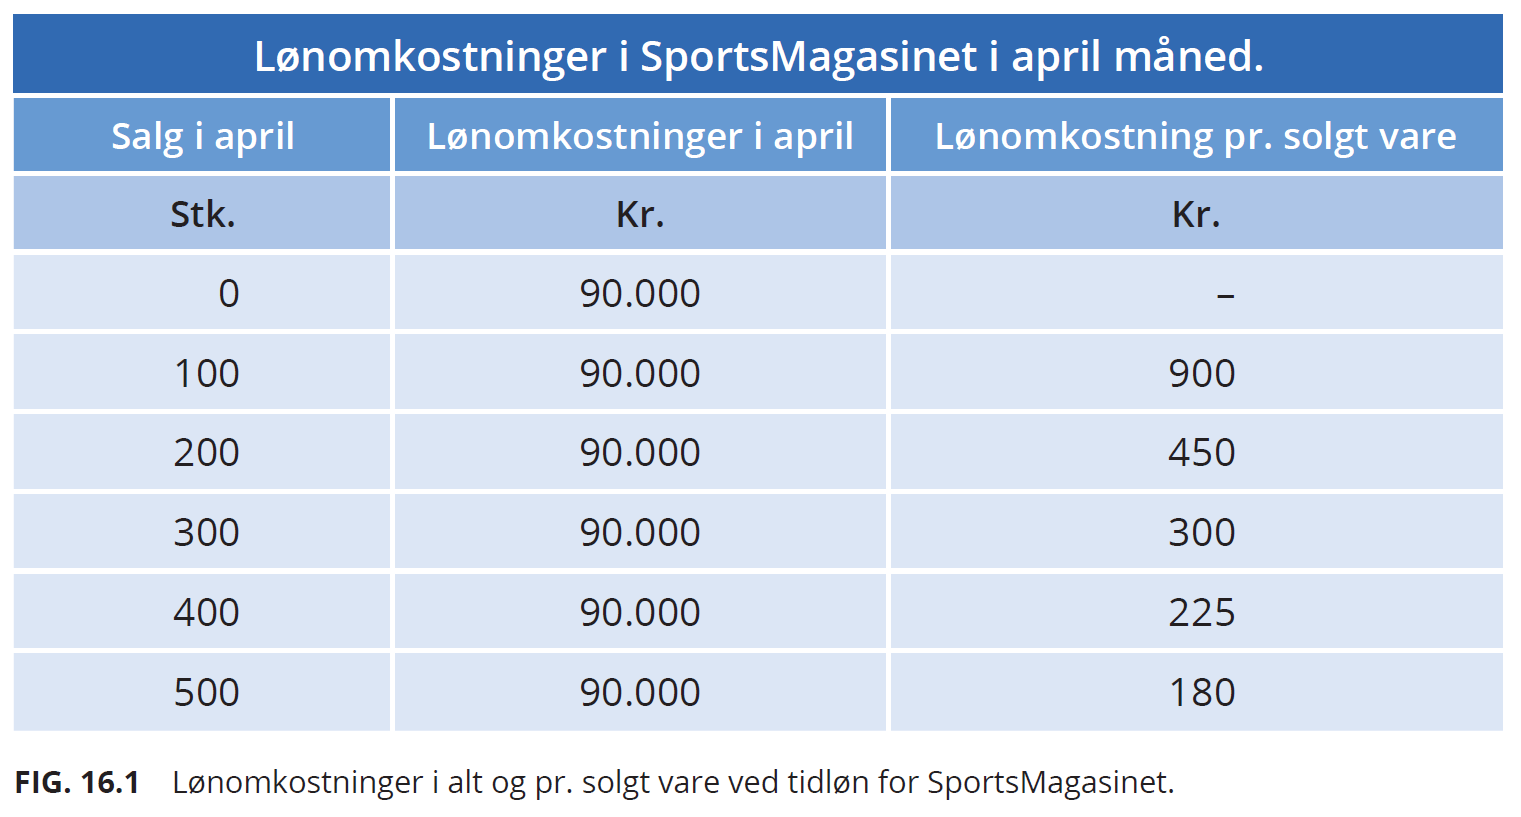 Lønomkostninger i SportsMagasinet i april måned.
Salg i april Lønomkostninger i april Lønomkostning pr. solgt vare
Stk. Kr. Kr.
0 90.000 –
100 90.000 900
200 90.000 450
300 90.000 300
400 90.000 225
500 90.000 180
FIG. 16.1 Lønomkostninger i alt og pr. solgt vare ved tidløn for SportsMagasinet.